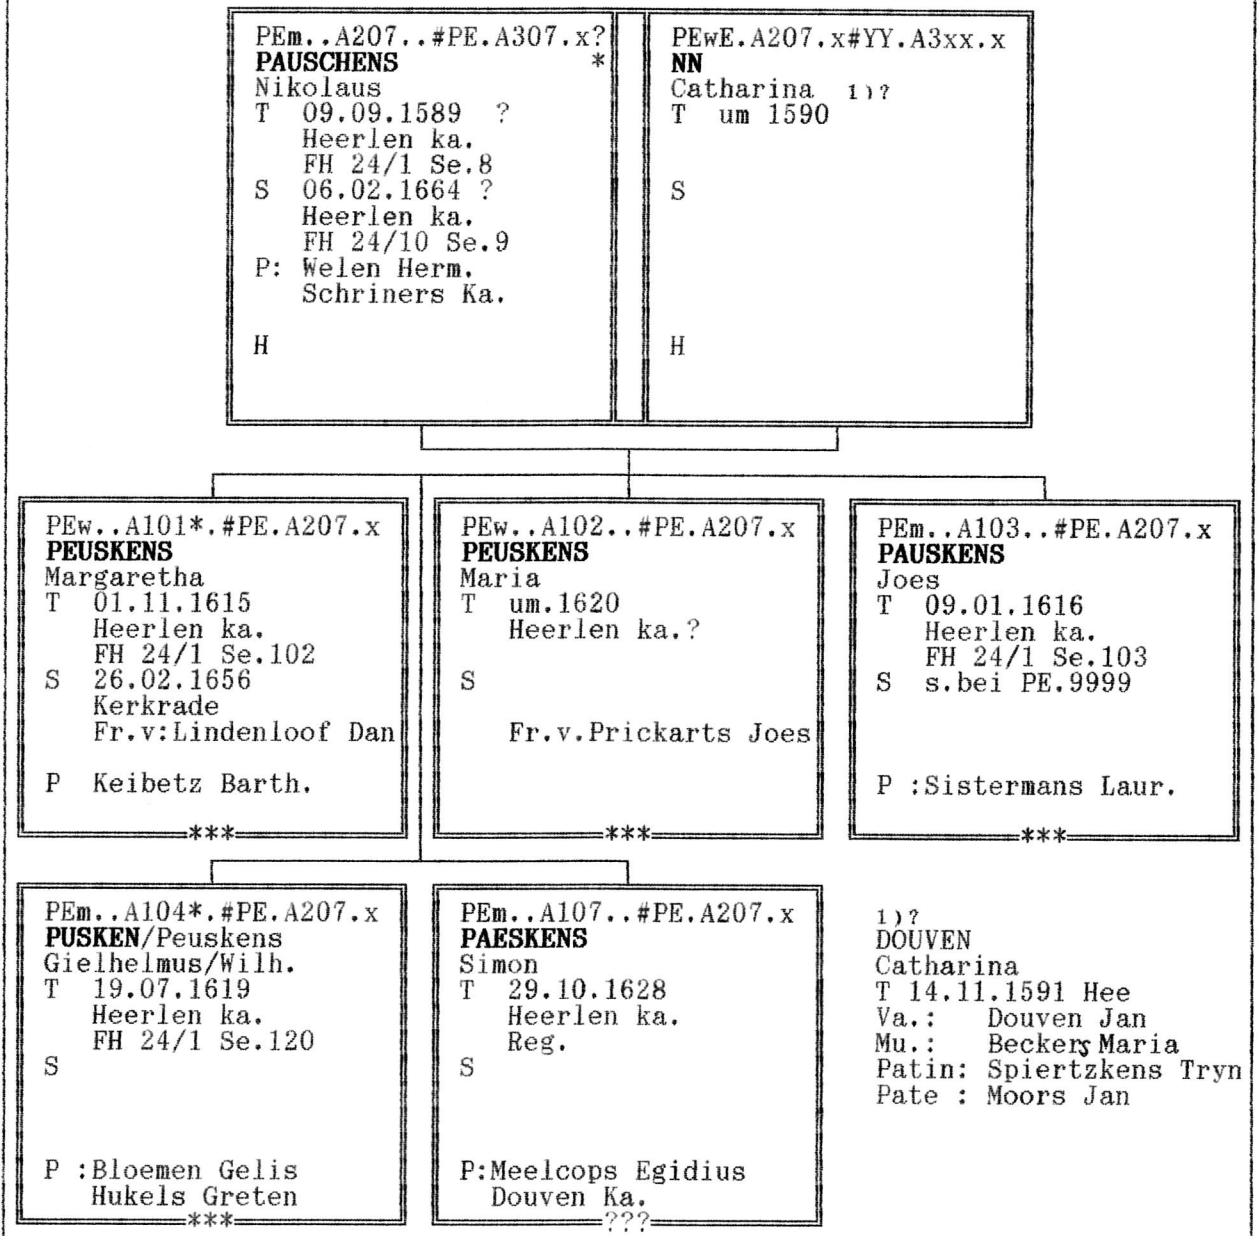 PEm..A207..#PE.A307.x?
PAUSCHENS *
Nikolaus
T 09.09.1589 ?
Heerlen ka.
FH 24/1 Se.8
S 06.02.1664 ?
Heerlen ka.
FH 24/10 Se.9
P: Welen Herm.
Schriners Ka.
H
PEwE.A207.x#YY.A3xx.x
NN
Catharina 1)?
T um 1590
S
H
PEw..A101*.#PE.A207.x
PEUSKENS
Margaretha
T 01.11.1615
Heerlen ka.
FH 24/1 Se.102
S 26.02.1656
Kerkrade
Fr.v:Lindenloof Dan
P Keibetz Barth.
***
PEw..A102..#PE.A207.x
PEUSKENS
Maria
T um.1620
Heerlen ka.?
S
Fr.v.Prickarts Joes
***
PEm..A103..#PE.A207.x
PAUSKENS
Joes
T 09.01.1616
Heerlen ka.
FH 24/1 Se.103
S s.bei PE.9999
P :Sistermans Laur.
***
PEm..A104*.#PE.A207.x
PUSKEN/Peuskens
Gielhelmus/Wilh.
T 19.07.1619
Heerlen ka.
FH 24/1 Se.120
S
P :Bloemen Gelis
Hukels Greten
***
PEm..A107..#PE.A207.x
PAESKENS
Simon
T 29.10.1628
Heerlen ka.
Reg.
S
P:Meelcops Egidius
Douven Ka.
???
1)?
DOUVEN
Catharina
T 14.11.1591 Hee
Va.: Douven Jan
Mu.: Beckers Maria
Patin: Spiertzkens Tryn
Pate : Moors Jan